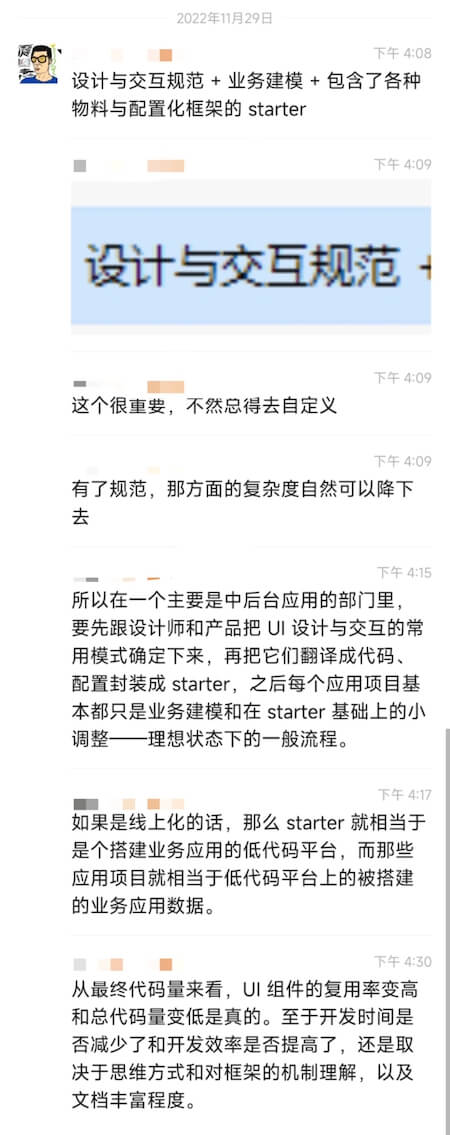 2022年11月29日
下午 4:08
设计与交互规范 + 业务建模 + 包含了各种
物料与配置化框架的 starter
下午 4:09
设计与交互规范 +
下午 4:09
这个很重要，不然总得去自定义
下午 4:09
有了规范，那方面的复杂度自然可以降下
去
下午 4:15
所以在一个主要是中后台应用的部门里，
要先跟设计师和产品把 UI 设计与交互的常
用模式确定下来，再把它们翻译成代码、
配置封装成 starter，之后每个应用项目基
本都只是业务建模和在 starter 基础上的小
调整——理想状态下的一般流程。
下午 4:17
如果是线上化的话，那么 starter 就相当于
是个搭建业务应用的低代码平台，而那些
应用项目就相当于低代码平台上的被搭建
的业务应用数据。
下午 4:30
从最终代码量来看，UI 组件的复用率变高
和总代码量变低是真的。至于开发时间是
否减少了和开发效率是否提高了，还是取
决于思维方式和对框架的机制理解，以及
文档丰富程度。